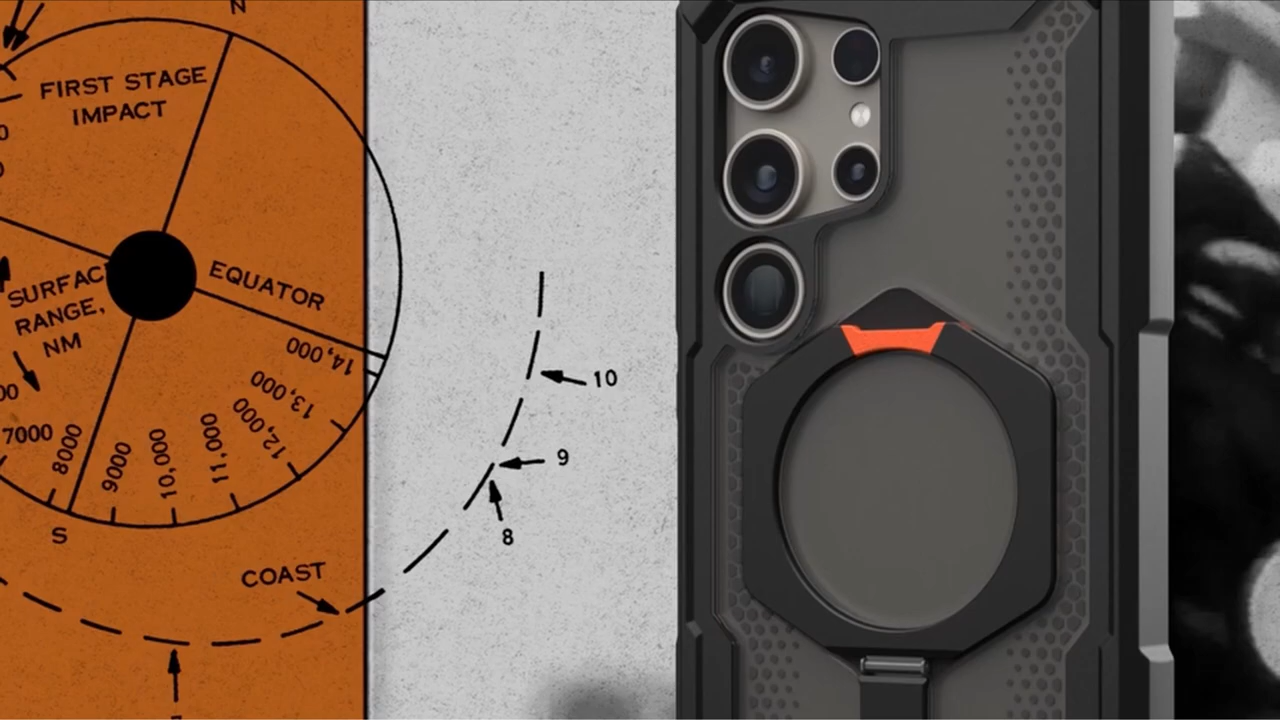 N
FIRST STAGE
IMPACT
EQUATOR
SURFAC
RANGE,
NM
14,000
13,000
12,000
11,000
10,000
9000
8000
7000
S
10
9
8
COAST